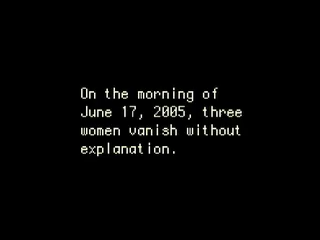 On the morning of
June 17, 2005, three
women vanish without
explanation.